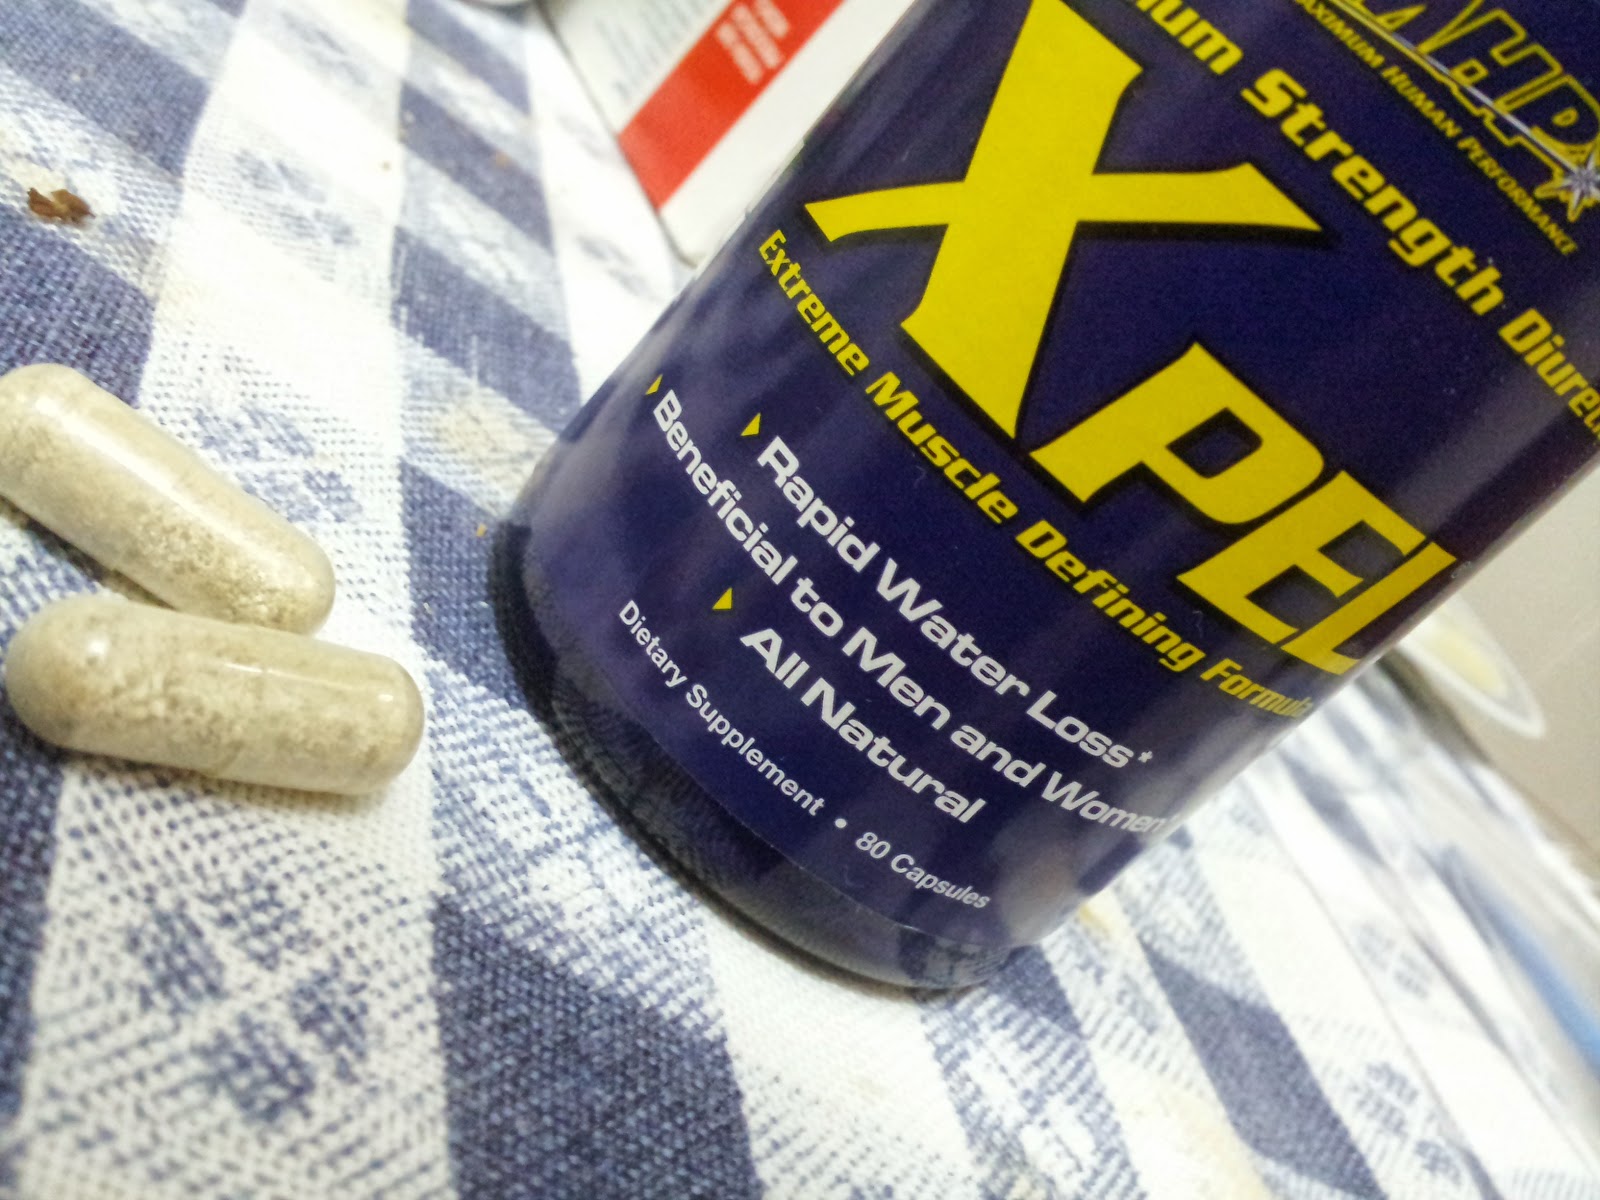 MAXIMUM HUMAN PERFORMANCE
Strength
XPEL
Extreme Muscle Defining Formula
Rapid Water Loss*
Beneficial to Men and Women
All Natural
Dietary Supplement • 80 Capsules